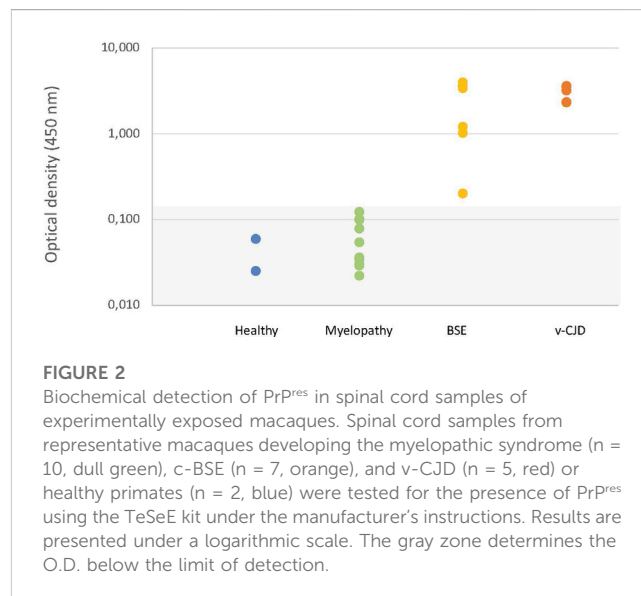 10,000
1,000
0,100
0,010
Optical density (450 nm)
Healthy Myelopathy BSE v-CJD
FIGURE 2
Biochemical detection of PrPres in spinal cord samples of
experimentally exposed macaques. Spinal cord samples from
representative macaques developing the myelopathic syndrome (n =
10, dull green), c-BSE (n = 7, orange), and v-CJD (n = 5, red) or
healthy primates (n = 2, blue) were tested for the presence of PrPres
using the TeSeE kit under the manufacturer’s instructions. Results are
presented under a logarithmic scale. The gray zone determines the
O.D. below the limit of detection.